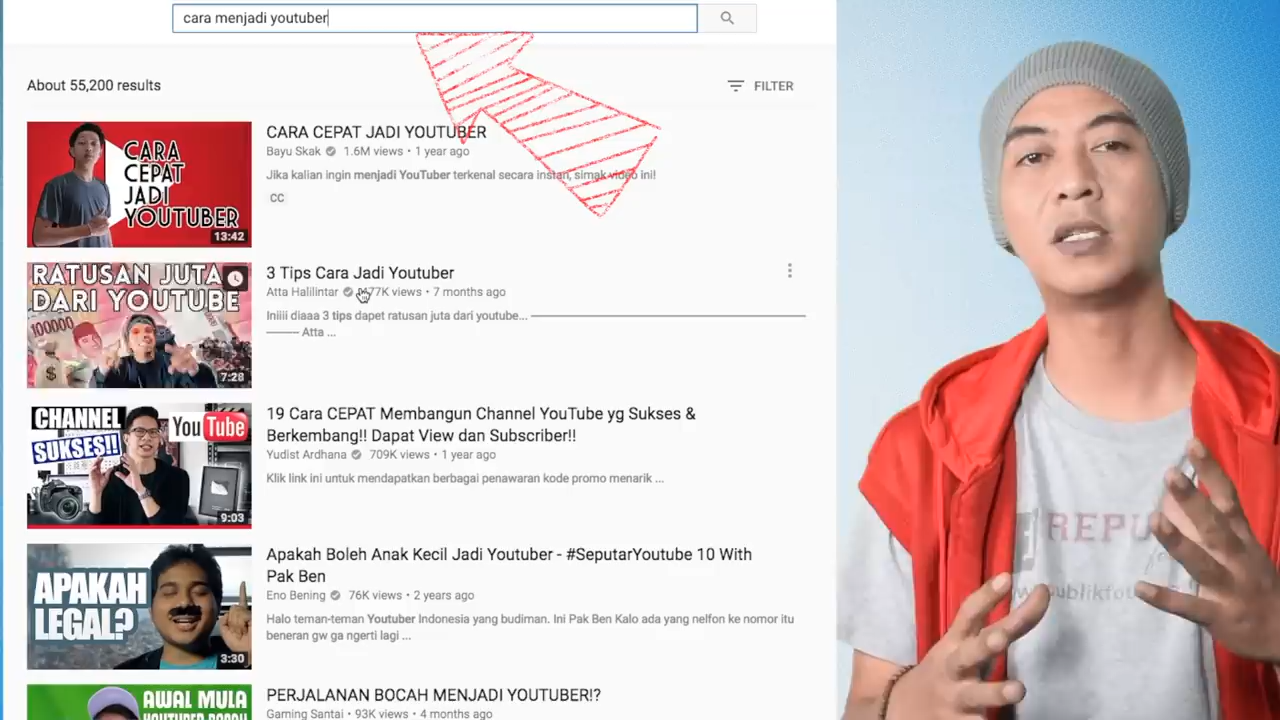 cara menjadi youtuber
About 55,200 results
FILTER
CARA
CEPAT
JADI
YOUTUBER
13:42
CARA CEPAT JADI YOUTUBER
Bayu Skak 1.6M views • 1 year ago
Jika kalian ingin menjadi YouTuber terkenal secara instan, simak video ini!
CC
RATUSAN JUTA
DARI YOUTUBE
100000
$
7:28
3 Tips Cara Jadi Youtuber
Atta Halilintar 477K views • 7 months ago
Iniiii diaaa 3 tips dapet ratusan juta dari youtube...
Atta ...
CHANNEL
SUKSES!!
YouTube
9:03
19 Cara CEPAT Membangun Channel YouTube yg Sukses &
Berkembang!! Dapat View dan Subscriber!!
Yudist Ardhana 709K views • 1 year ago
Klik link ini untuk mendapatkan berbagai penawaran kode promo menarik ...
APAKAH
LEGAL?
3:30
Apakah Boleh Anak Kecil Jadi Youtuber - #SeputarYoutube 10 With
Pak Ben
Eno Bening 76K views • 2 years ago
Halo teman-teman Youtuber Indonesia yang budiman. Ini Pak Ben Kalo ada yang nelfon ke nomor itu
beneran gw ga ngerti lagi ...
AWAL MULA
YOUTUBER BOCAH
PERJALANAN BOCAH MENJADI YOUTUBER!?
Gaming Santai • 93K views • 4 months ago